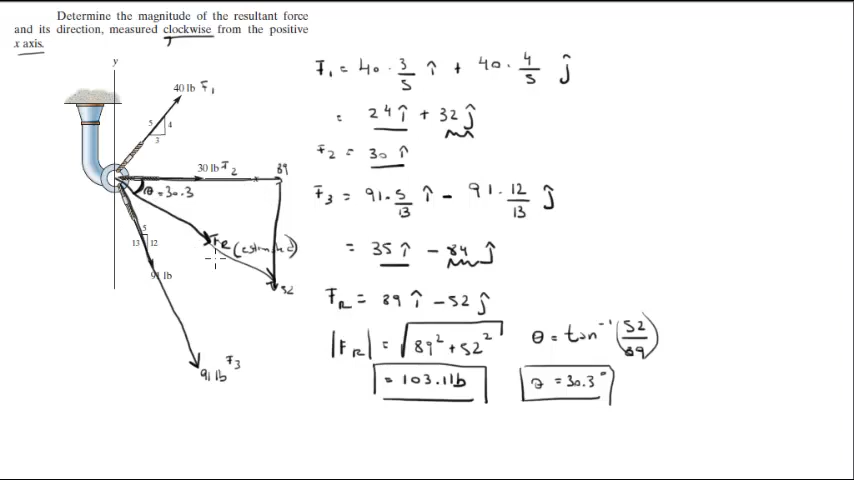 Determine the magnitude of the resultant force
and its direction, measured clockwise from the positive
x axis.
y
40 lb F₁
5
4
3
30 lb F₂
89
θ = 30.3
F_R (estimated)
5
13
12
91 lb
52
91 lb F₃
F₁ = 40 · 3/5 î + 40 · 4/5 ĵ
= 24 î + 32 ĵ
F₂ = 30 î
F₃ = 91 · 5/13 î - 91 · 12/13 ĵ
= 35 î - 84 ĵ
F_R = 89 î - 52 ĵ
|F_R| = √(89² + 52²)
θ = tan⁻¹ (52/89)
= 103.1 lb
θ = 30.3°